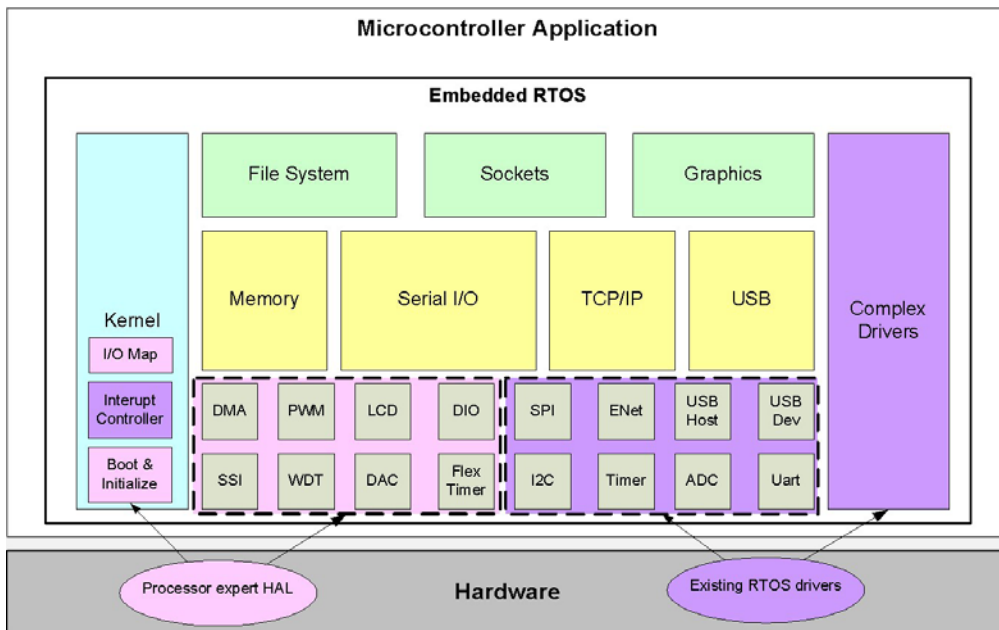 Microcontroller Application
Embedded RTOS
File System
Sockets
Graphics
Memory
Serial I/O
TCP/IP
USB
Kernel
I/O Map
Interupt
Controller
Boot &
Initialize
Complex
Drivers
DMA
PWM
LCD
DIO
SPI
ENet
USB
Host
USB
Dev
SSI
WDT
DAC
Flex
Timer
I2C
Timer
ADC
Uart
Processor expert HAL
Hardware
Existing RTOS drivers